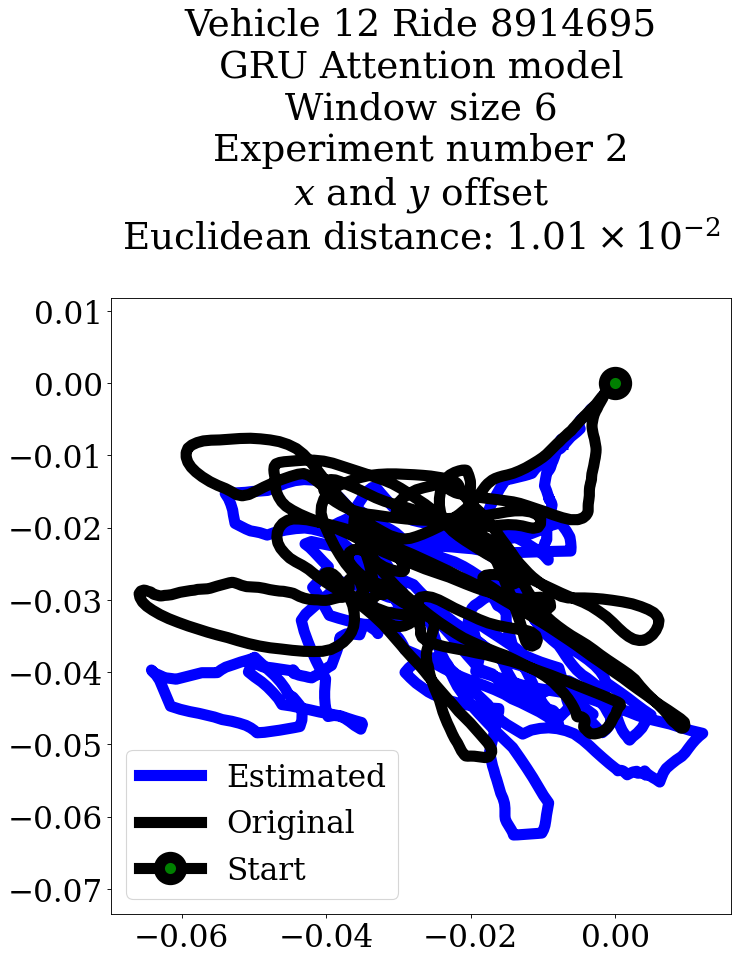 Vehicle 12 Ride 8914695
GRU Attention model
Window size 6
Experiment number 2
x and y offset
Euclidean distance: 1.01 × 10⁻²
0.01
0.00
−0.01
−0.02
−0.03
−0.04
−0.05
−0.06
−0.07
Estimated
Original
Start
−0.06 −0.04 −0.02 0.00